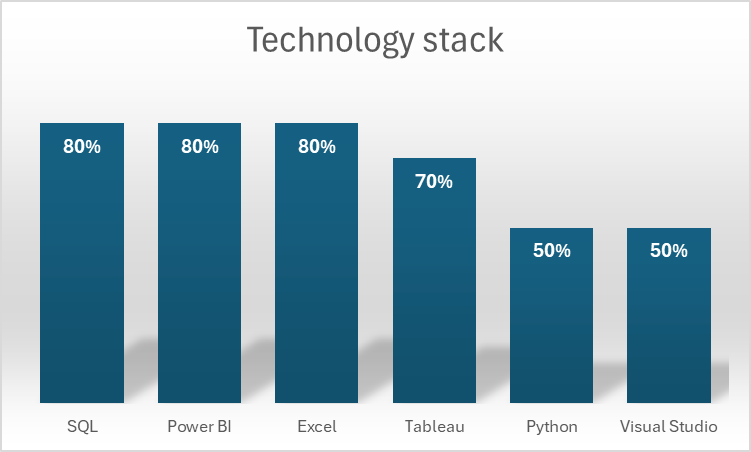 Technology stack
80% 80% 80% 70% 50% 50%
SQL Power BI Excel Tableau Python Visual Studio